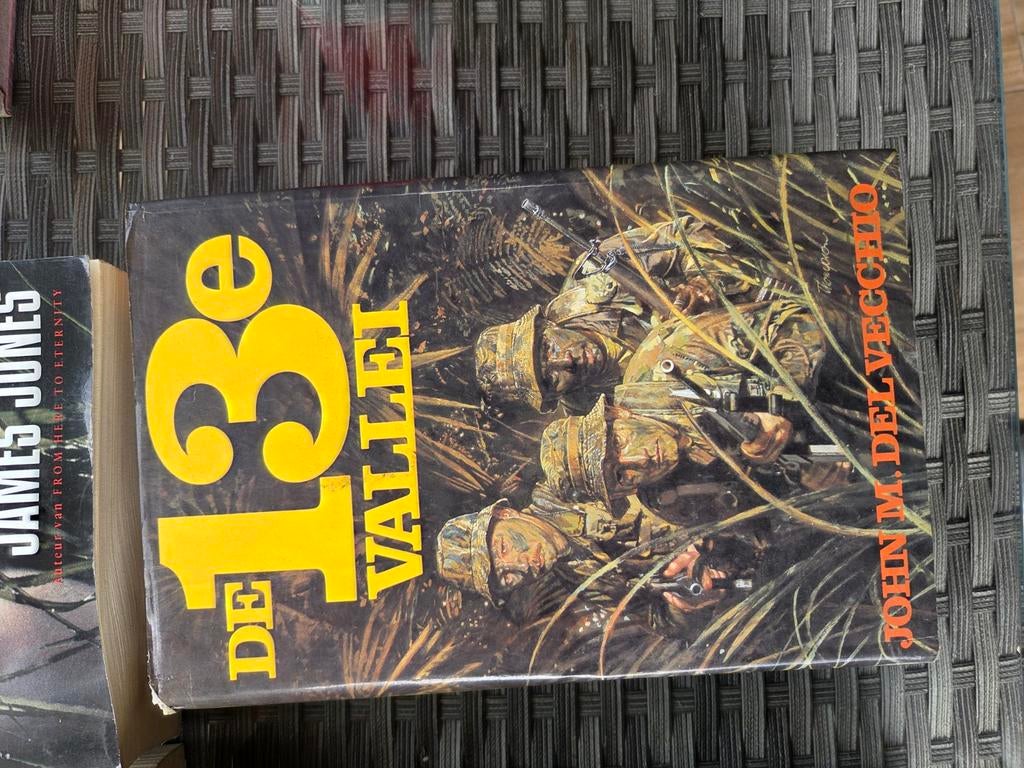 DE
13e
VALLEI
JOHN M. DEL VECCHIO
JAMES JONES
Auteur van FROM HERE TO ETERNITY